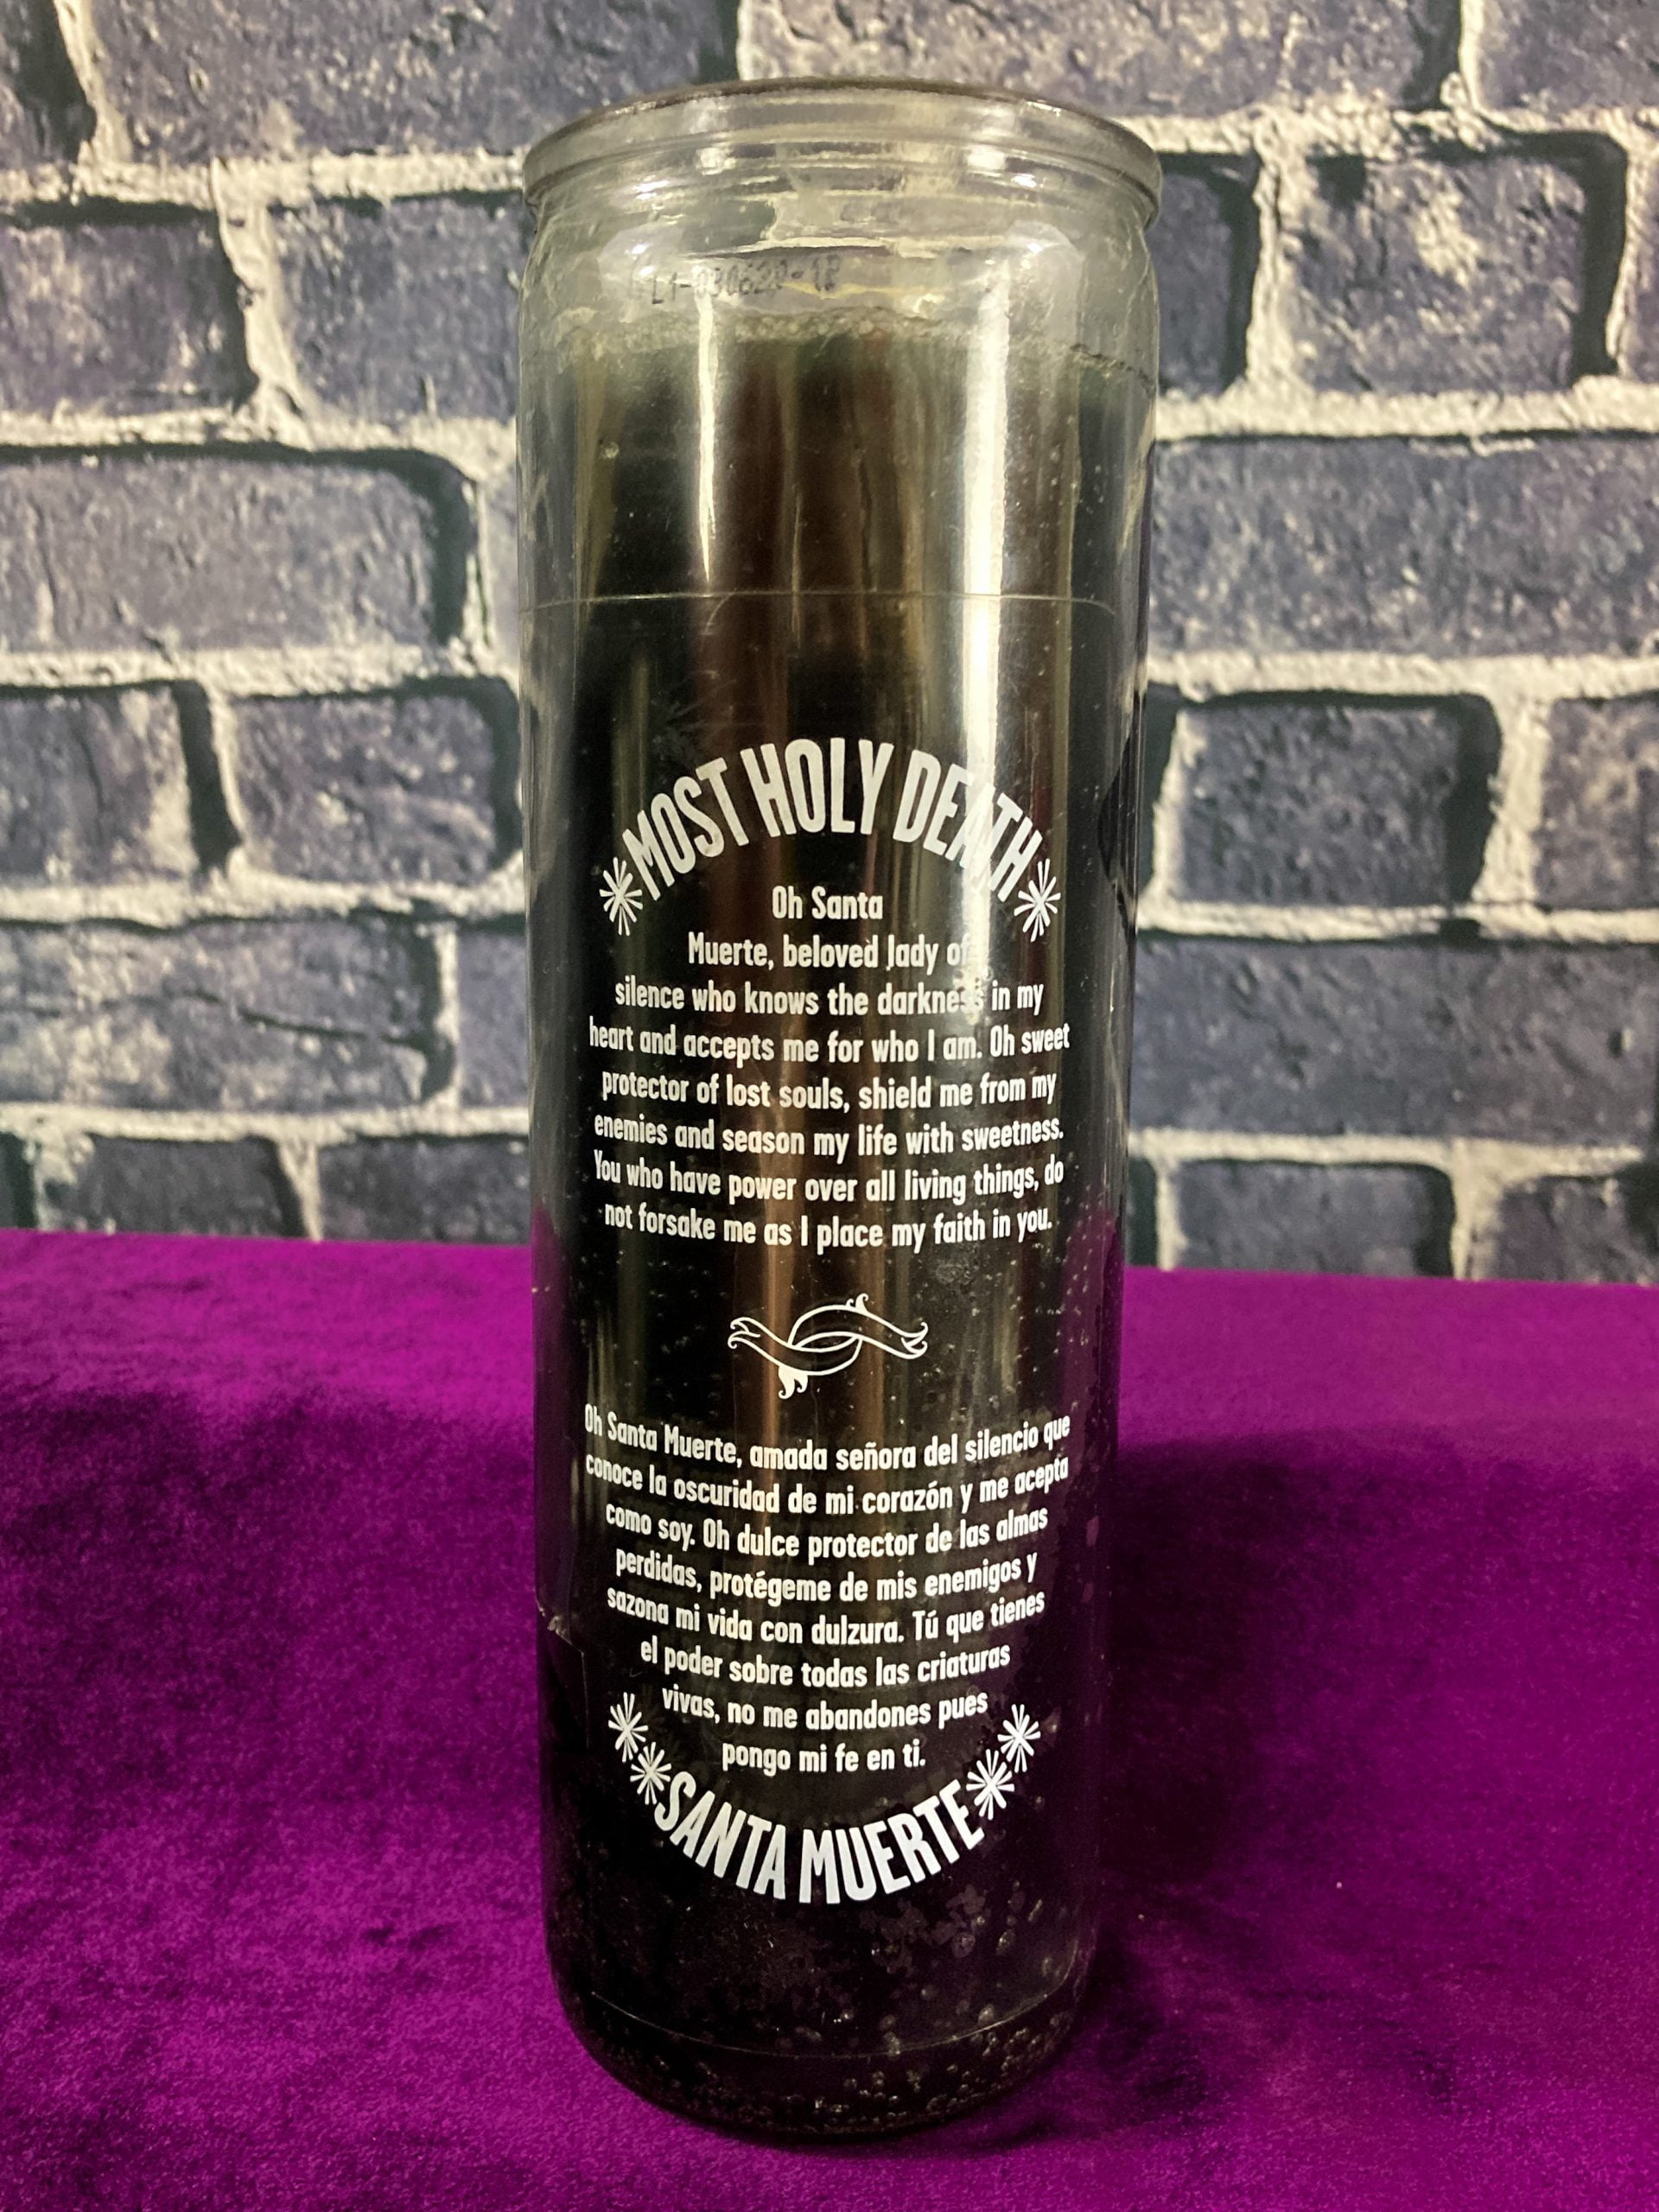 MOST HOLY DEATH
Oh Santa
Muerte, beloved lady of
silence who knows the darkness in my
heart and accepts me for who I am. Oh sweet
protector of lost souls, shield me from my
enemies and season my life with sweetness.
You who have power over all living things, do
not forsake me as I place my faith in you.
Oh Santa Muerte, amada señora del silencio que
conoce la oscuridad de mi corazón y me acepta
como soy. Oh dulce protector de las almas
perdidas, protégeme de mis enemigos y
sazona mi vida con dulzura. Tú que tienes
el poder sobre todas las criaturas
vivas, no me abandones pues
pongo mi fe en ti.
SANTA MUERTE